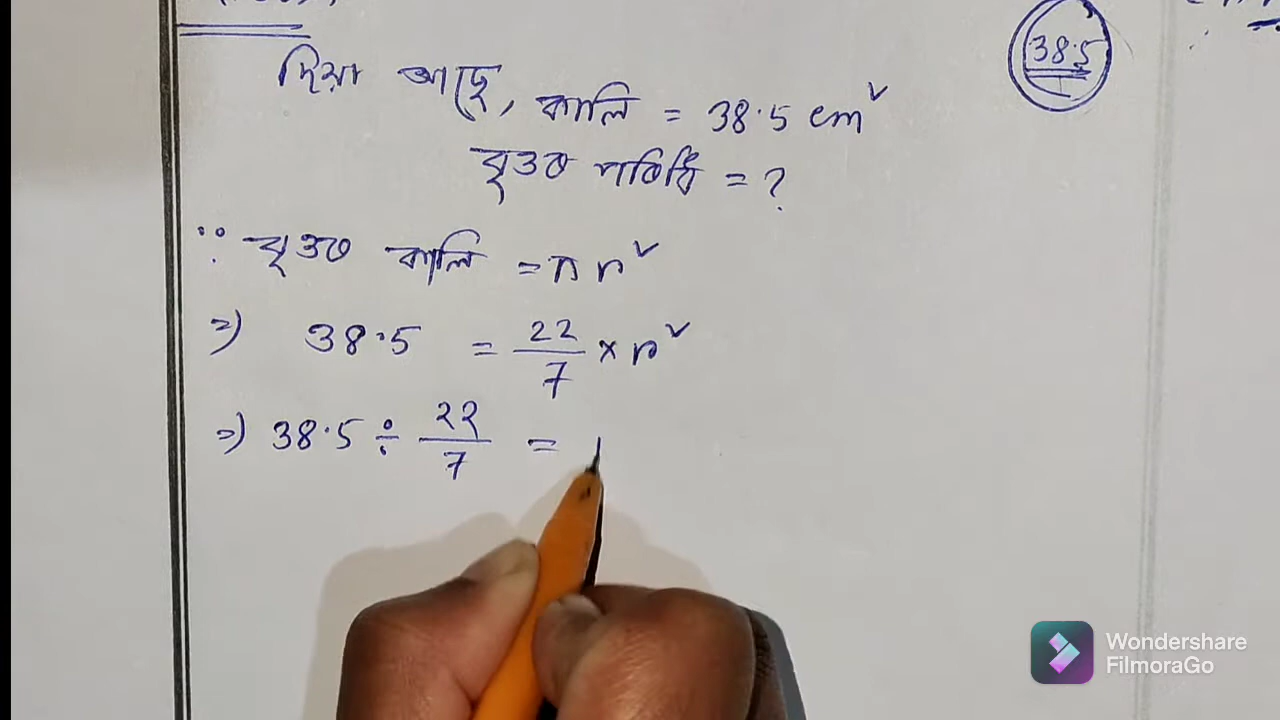 38.5
দিয়া আছে, কালি = 38.5 cm²
বৃত্তৰ পৰিধি = ?
∵ বৃত্তৰ কালি = πr²
⇒) 38.5 = 22/7 × r²
⇒) 38.5 ÷ 22/7 =
Wondershare
FilmoraGo